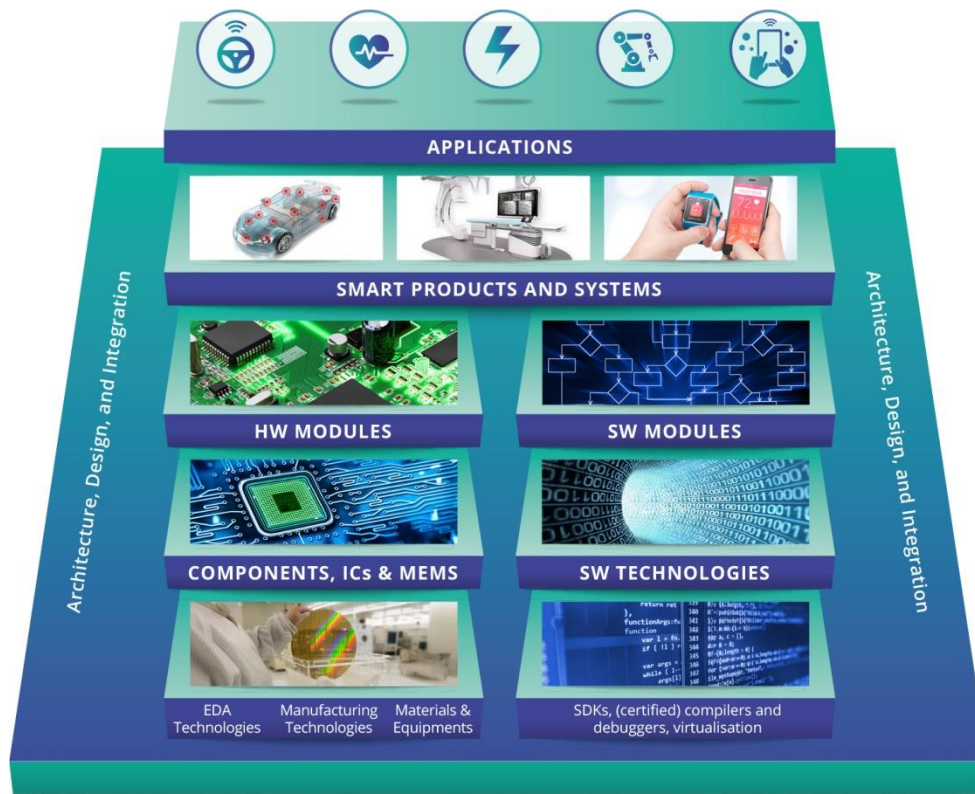 APPLICATIONS
SMART PRODUCTS AND SYSTEMS
Architecture, Design, and Integration
Architecture, Design, and Integration
HW MODULES
SW MODULES
COMPONENTS, ICs & MEMS
SW TECHNOLOGIES
EDA
Technologies
Manufacturing
Technologies
Materials &
Equipments
SDKs, (certified) compilers and
debuggers, virtualisation